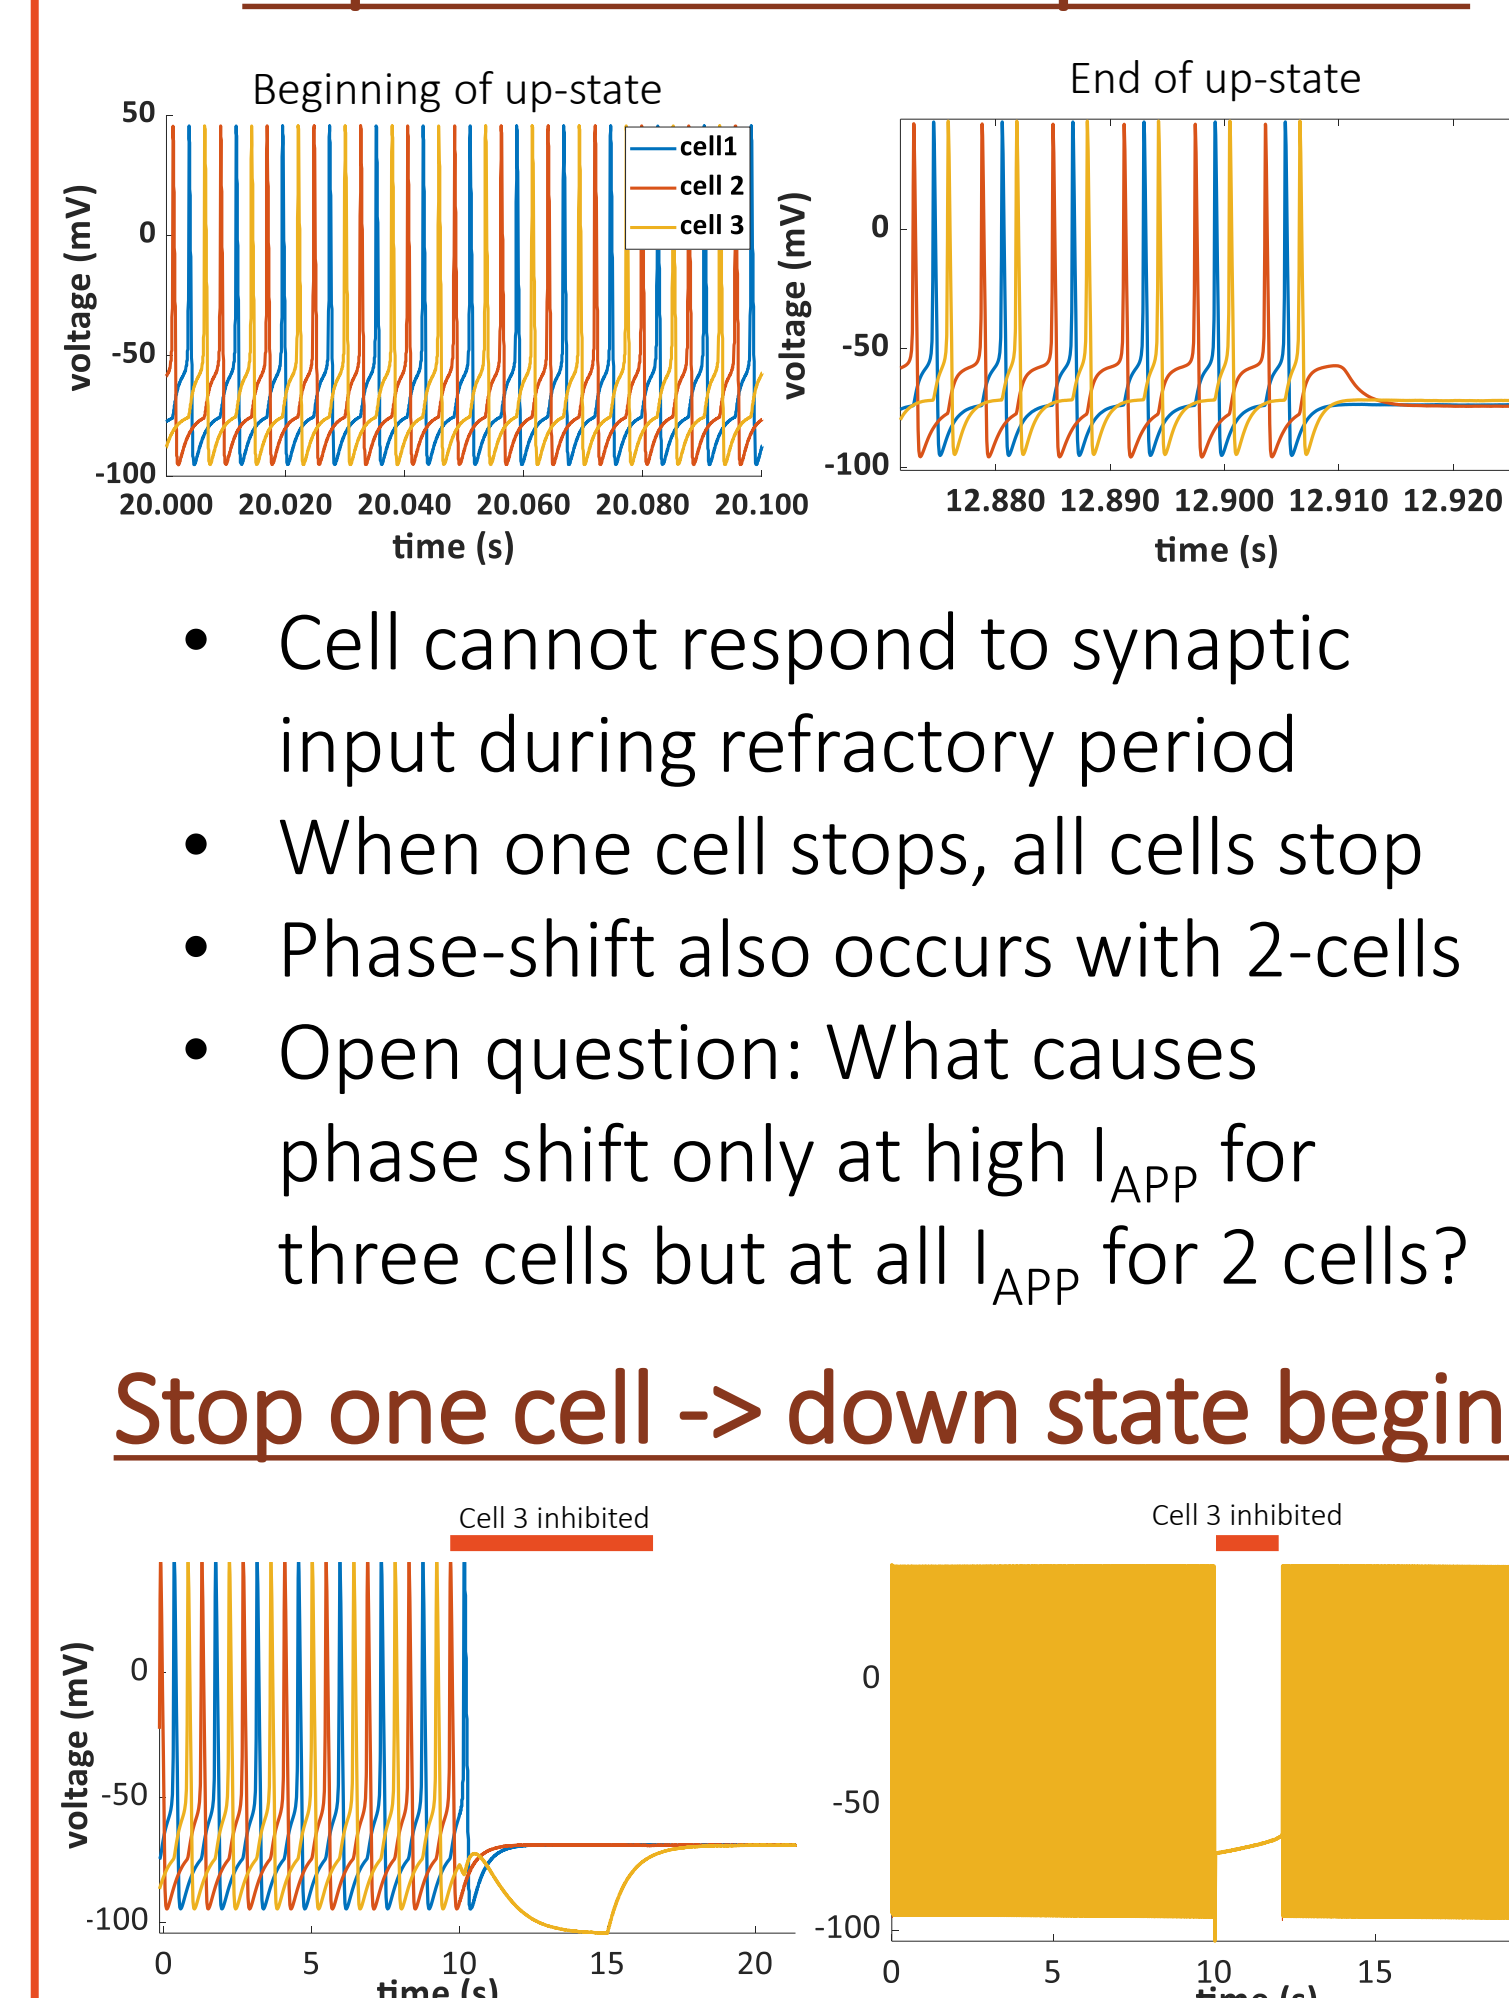 Beginning of up-state
End of up-state
50
0
-50
-100
voltage (mV)
cell1
cell 2
cell 3
20.000 20.020 20.040 20.060 20.080 20.100
time (s)
0
-50
-100
voltage (mV)
12.880 12.890 12.900 12.910 12.920
time (s)
• Cell cannot respond to synaptic
input during refractory period
• When one cell stops, all cells stop
• Phase-shift also occurs with 2-cells
• Open question: What causes
phase shift only at high I_APP for
three cells but at all I_APP for 2 cells?
Stop one cell -> down state begin
Cell 3 inhibited
Cell 3 inhibited
0
-50
-100
voltage (mV)
0 5 10 15 20
time (s)
0
-50
-100
0 5 10 15
time (s)